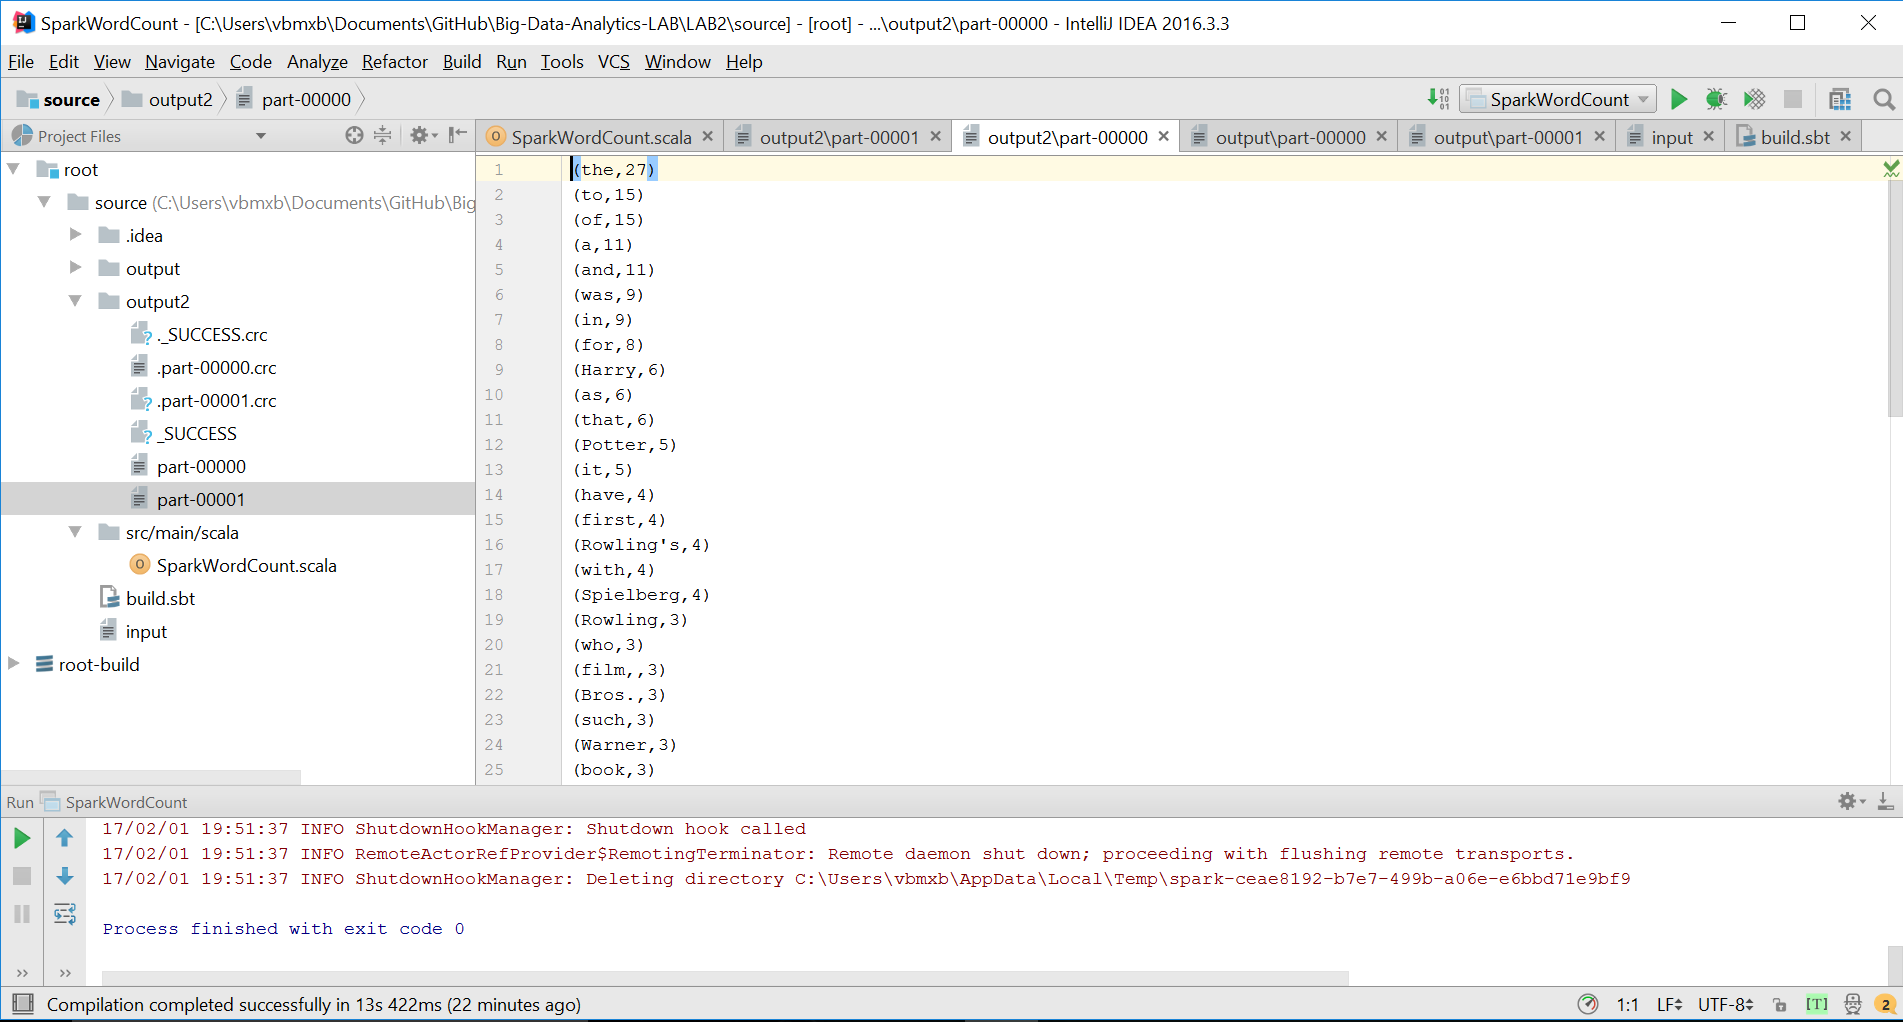 SparkWordCount - [C:\Users\vbmxb\Documents\GitHub\Big-Data-Analytics-LAB\LAB2\source] - [root] - ...\output2\part-00000 - IntelliJ IDEA 2016.3.3
File Edit View Navigate Code Analyze Refactor Build Run Tools VCS Window Help
source output2 part-00000 SparkWordCount
Project Files
SparkWordCount.scala output2\part-00001 output2\part-00000 output\part-00000 output\part-00001 input build.sbt
root
source (C:\Users\vbmxb\Documents\GitHub\Big
.idea
output
output2
._SUCCESS.crc
.part-00000.crc
.part-00001.crc
_SUCCESS
part-00000
part-00001
src/main/scala
SparkWordCount.scala
build.sbt
input
root-build
1 (the,27)
2 (to,15)
3 (of,15)
4 (a,11)
5 (and,11)
6 (was,9)
7 (in,9)
8 (for,8)
9 (Harry,6)
10 (as,6)
11 (that,6)
12 (Potter,5)
13 (it,5)
14 (have,4)
15 (first,4)
16 (Rowling's,4)
17 (with,4)
18 (Spielberg,4)
19 (Rowling,3)
20 (who,3)
21 (film,,3)
22 (Bros.,3)
23 (such,3)
24 (Warner,3)
25 (book,3)
Run SparkWordCount
17/02/01 19:51:37 INFO ShutdownHookManager: Shutdown hook called
17/02/01 19:51:37 INFO RemoteActorRefProvider$RemotingTerminator: Remote daemon shut down; proceeding with flushing remote transports.
17/02/01 19:51:37 INFO ShutdownHookManager: Deleting directory C:\Users\vbmxb\AppData\Local\Temp\spark-ceae8192-b7e7-499b-a06e-e6bbd71e9bf9
Process finished with exit code 0
Compilation completed successfully in 13s 422ms (22 minutes ago) 1:1 LF UTF-8 [T] 2